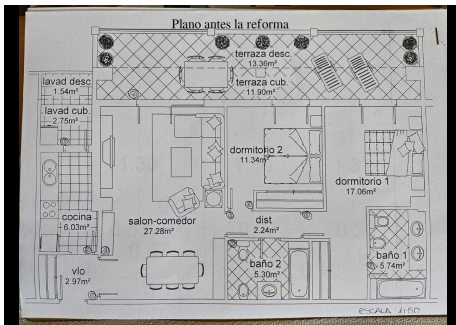 Plano antes la reforma
terraza desc.
13.36m²
terraza cub.
11.90m²
lavad desc.
1.54m²
lavad cub.
2.75m²
dormitorio 2
11.34m²
dormitorio 1
17.06m²
cocina
6.03m²
salon-comedor
27.28m²
dist
2.24m²
baño 1
5.74m²
baño 2
5.30m²
vlo
2.97m²
ESCALA 1/50